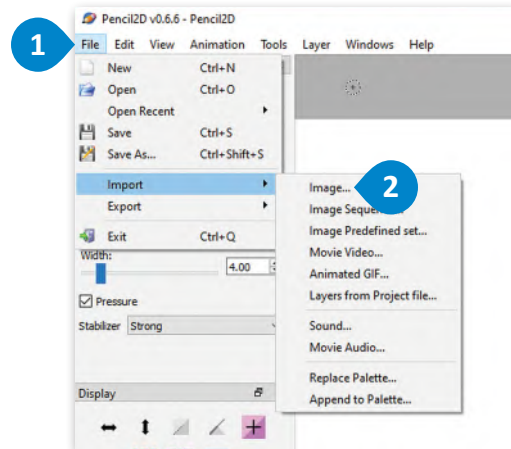 Pencil2D v0.6.6 - Pencil2D
1
File Edit View Animation Tools Layer Windows Help
New Ctrl+N
Open Ctrl+O
Open Recent
Save Ctrl+S
Save As... Ctrl+Shift+S
Import
Export
Exit Ctrl+Q
Image... 2
Image
Image Predefined set...
Movie Video...
Animated GIF...
Layers from Project file...
Sound...
Movie Audio...
Replace Palette...
Append to Palette...
Width:
4.00
Pressure
Stabilizer Strong
Display